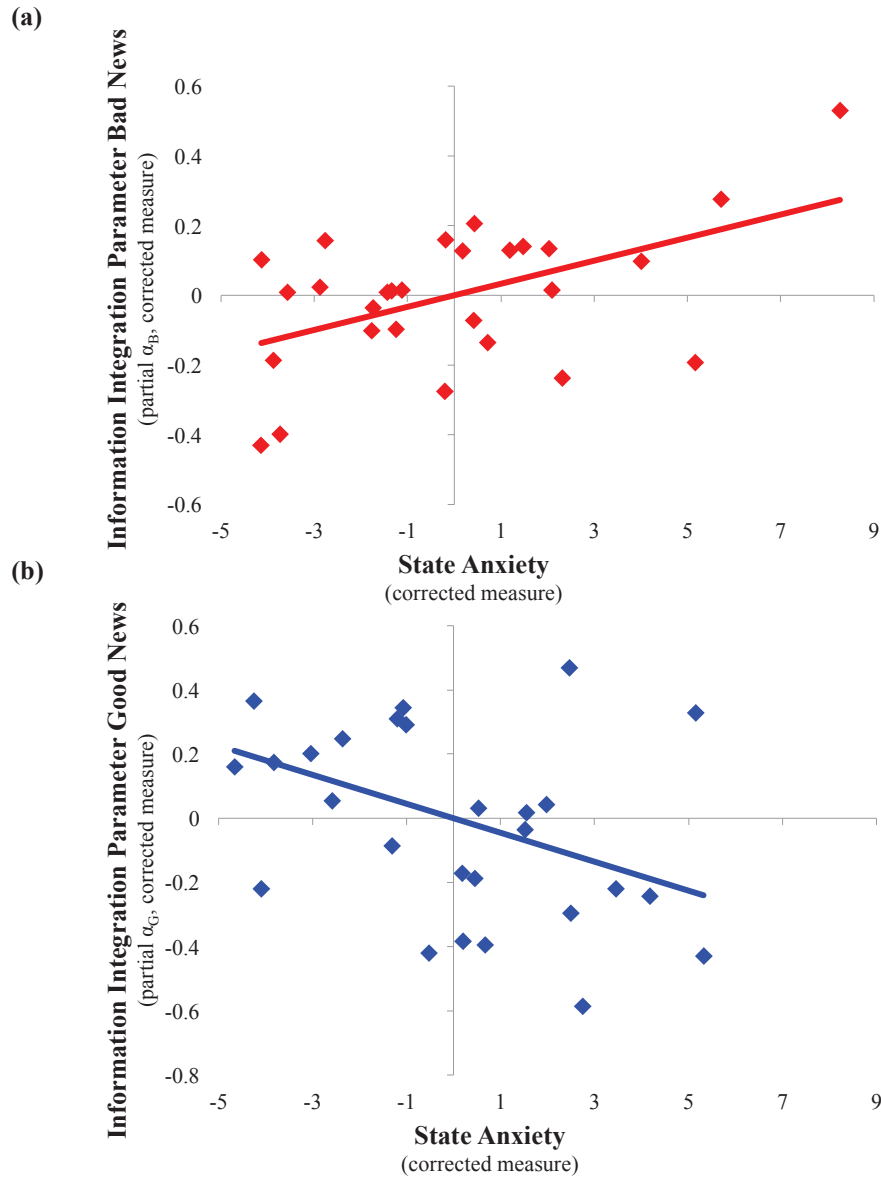 (a)
Information Integration Parameter Bad News
(partial αB, corrected measure)
0.6
0.4
0.2
0
-0.2
-0.4
-0.6
-5 -3 -1 1 3 5 7 9
State Anxiety
(corrected measure)
(b)
Information Integration Parameter Good News
(partial αG, corrected measure)
0.6
0.4
0.2
0
-0.2
-0.4
-0.6
-0.8
-5 -3 -1 1 3 5 7 9
State Anxiety
(corrected measure)